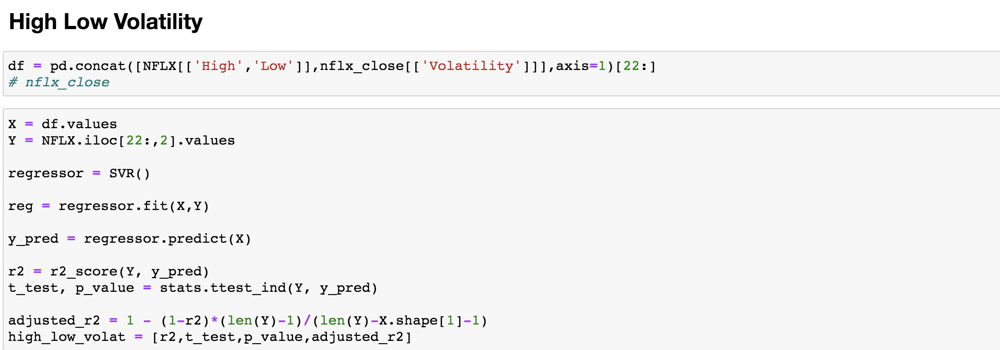 High Low Volatility
df = pd.concat([NFLX[['High','Low']],nflx_close[['Volatility']]],axis=1)[22:]
# nflx_close
X = df.values
Y = NFLX.iloc[22:,2].values
regressor = SVR()
reg = regressor.fit(X,Y)
y_pred = regressor.predict(X)
r2 = r2_score(Y, y_pred)
t_test, p_value = stats.ttest_ind(Y, y_pred)
adjusted_r2 = 1 - (1-r2)*(len(Y)-1)/(len(Y)-X.shape[1]-1)
high_low_volat = [r2,t_test,p_value,adjusted_r2]